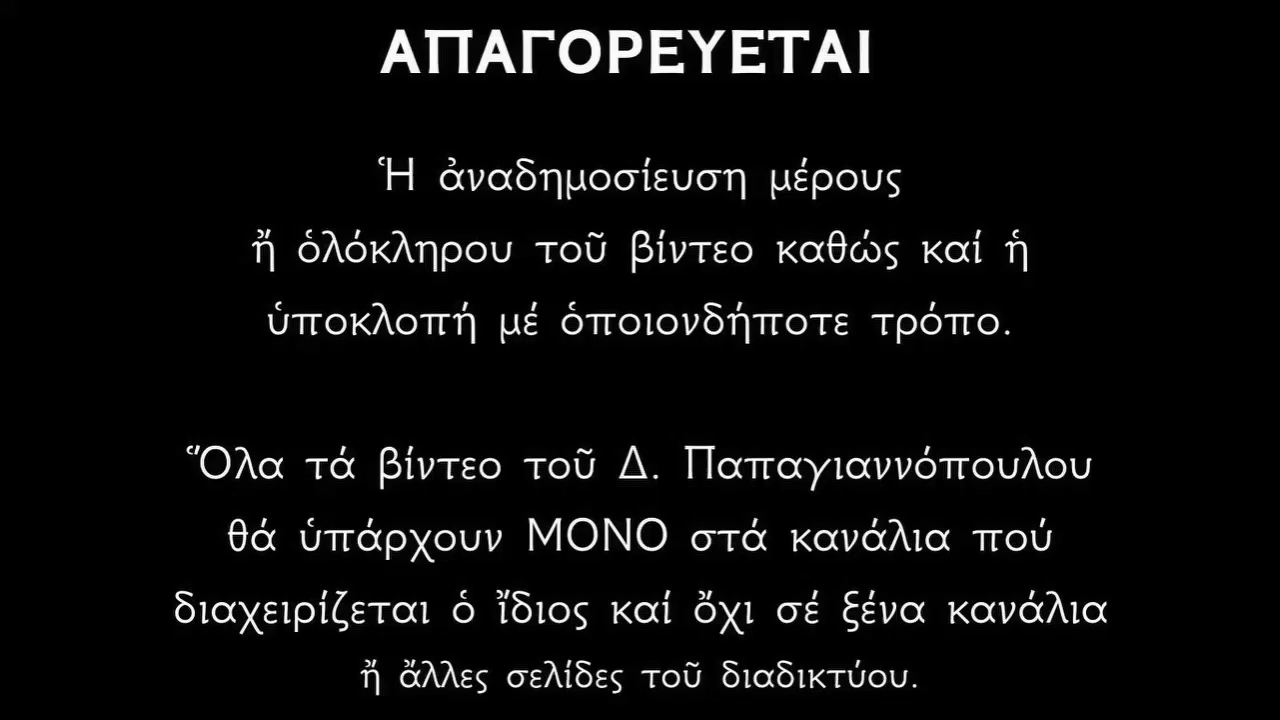 ΑΠΑΓΟΡΕΥΕΤΑΙ
Ἡ ἀναδημοσίευση μέρους
ἤ ὁλόκληρου τοῦ βίντεο καθώς καί ἡ
ὑποκλοπή μέ ὁποιονδήποτε τρόπο.
Ὅλα τά βίντεο τοῦ Δ. Παπαγιαννόπουλου
θά ὑπάρχουν ΜΟΝΟ στά κανάλια πού
διαχειρίζεται ὁ ἴδιος καί ὄχι σέ ξένα κανάλια
ἤ ἄλλες σελίδες τοῦ διαδικτύου.